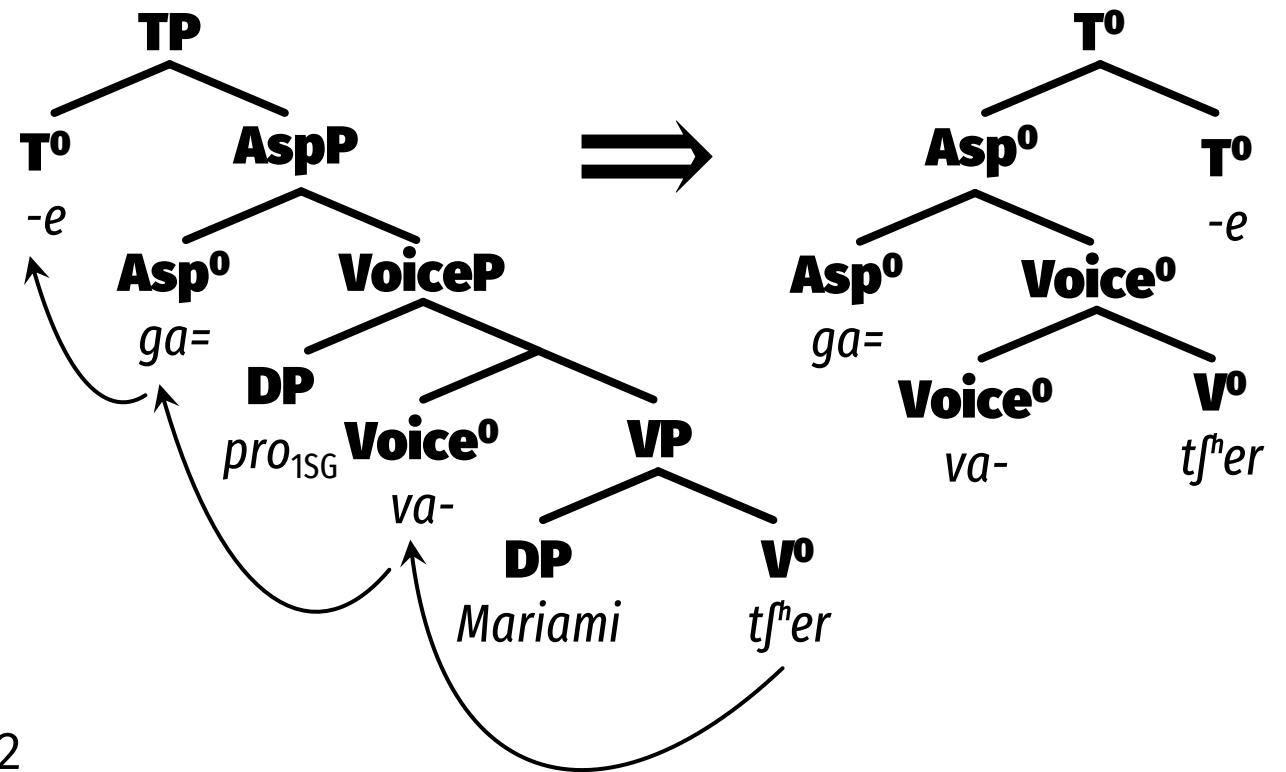 TP
T⁰ AspP
-e
Asp⁰ VoiceP
ga=
DP
pro₁SG Voice⁰ VP
va-
DP V⁰
Mariami tʃʰer
T⁰
Asp⁰ T⁰
-e
Asp⁰ Voice⁰
ga=
Voice⁰ V⁰
va- tʃʰer
2